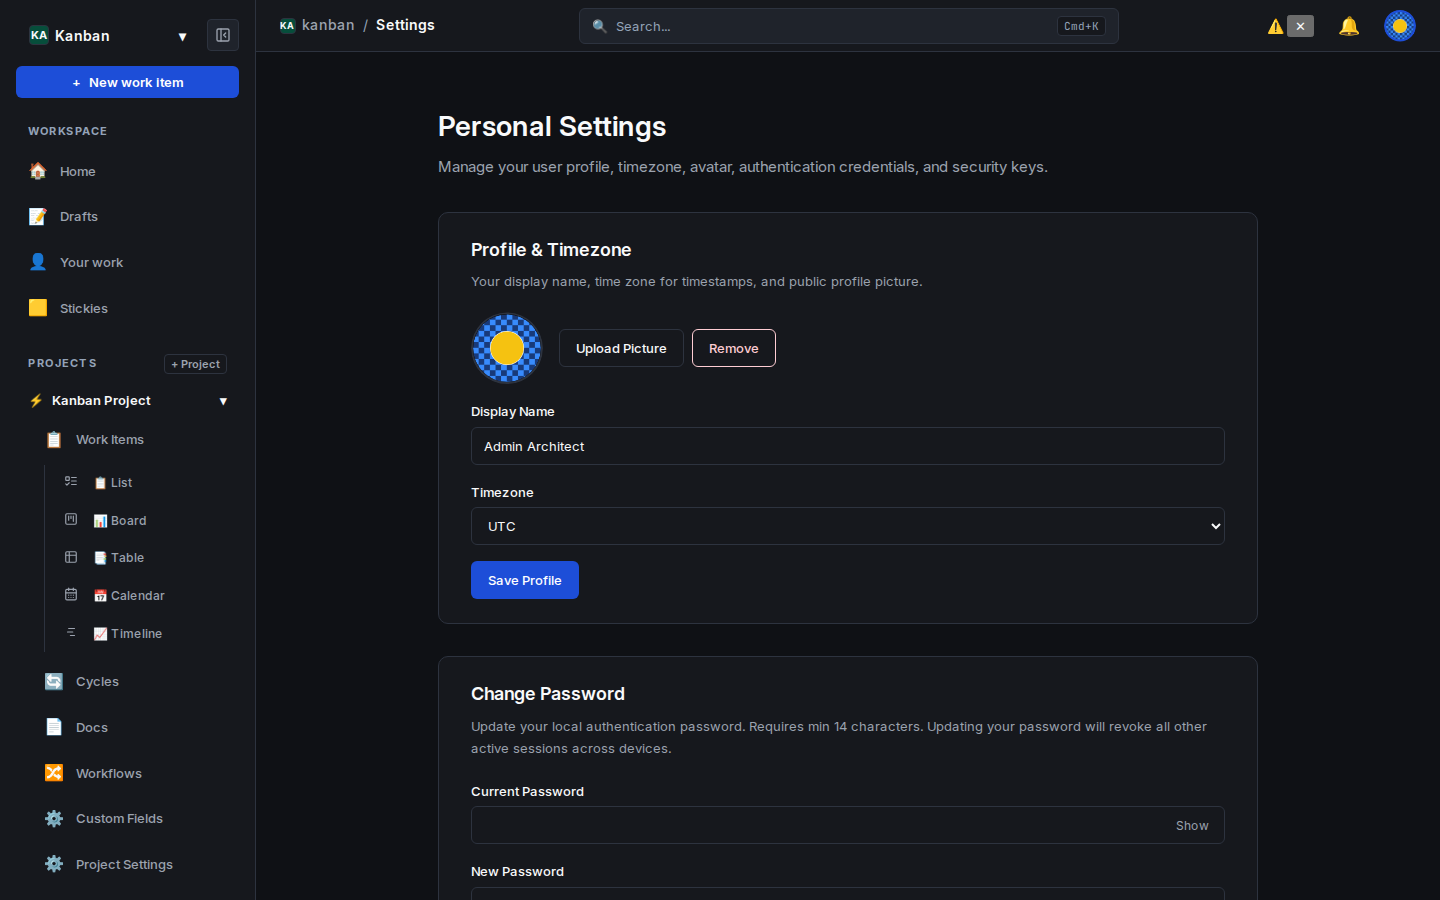 KA Kanban ▾
+ New work item
WORKSPACE
Home
Drafts
Your work
Stickies
PROJECTS
+ Project
Kanban Project ▾
Work Items
List
Board
Table
Calendar
Timeline
Cycles
Docs
Workflows
Custom Fields
Project Settings
KA kanban / Settings
Search...
Cmd+K
✕
Personal Settings
Manage your user profile, timezone, avatar, authentication credentials, and security keys.
Profile & Timezone
Your display name, time zone for timestamps, and public profile picture.
Upload Picture
Remove
Display Name
Admin Architect
Timezone
UTC
Save Profile
Change Password
Update your local authentication password. Requires min 14 characters. Updating your password will revoke all other
active sessions across devices.
Current Password
Show
New Password